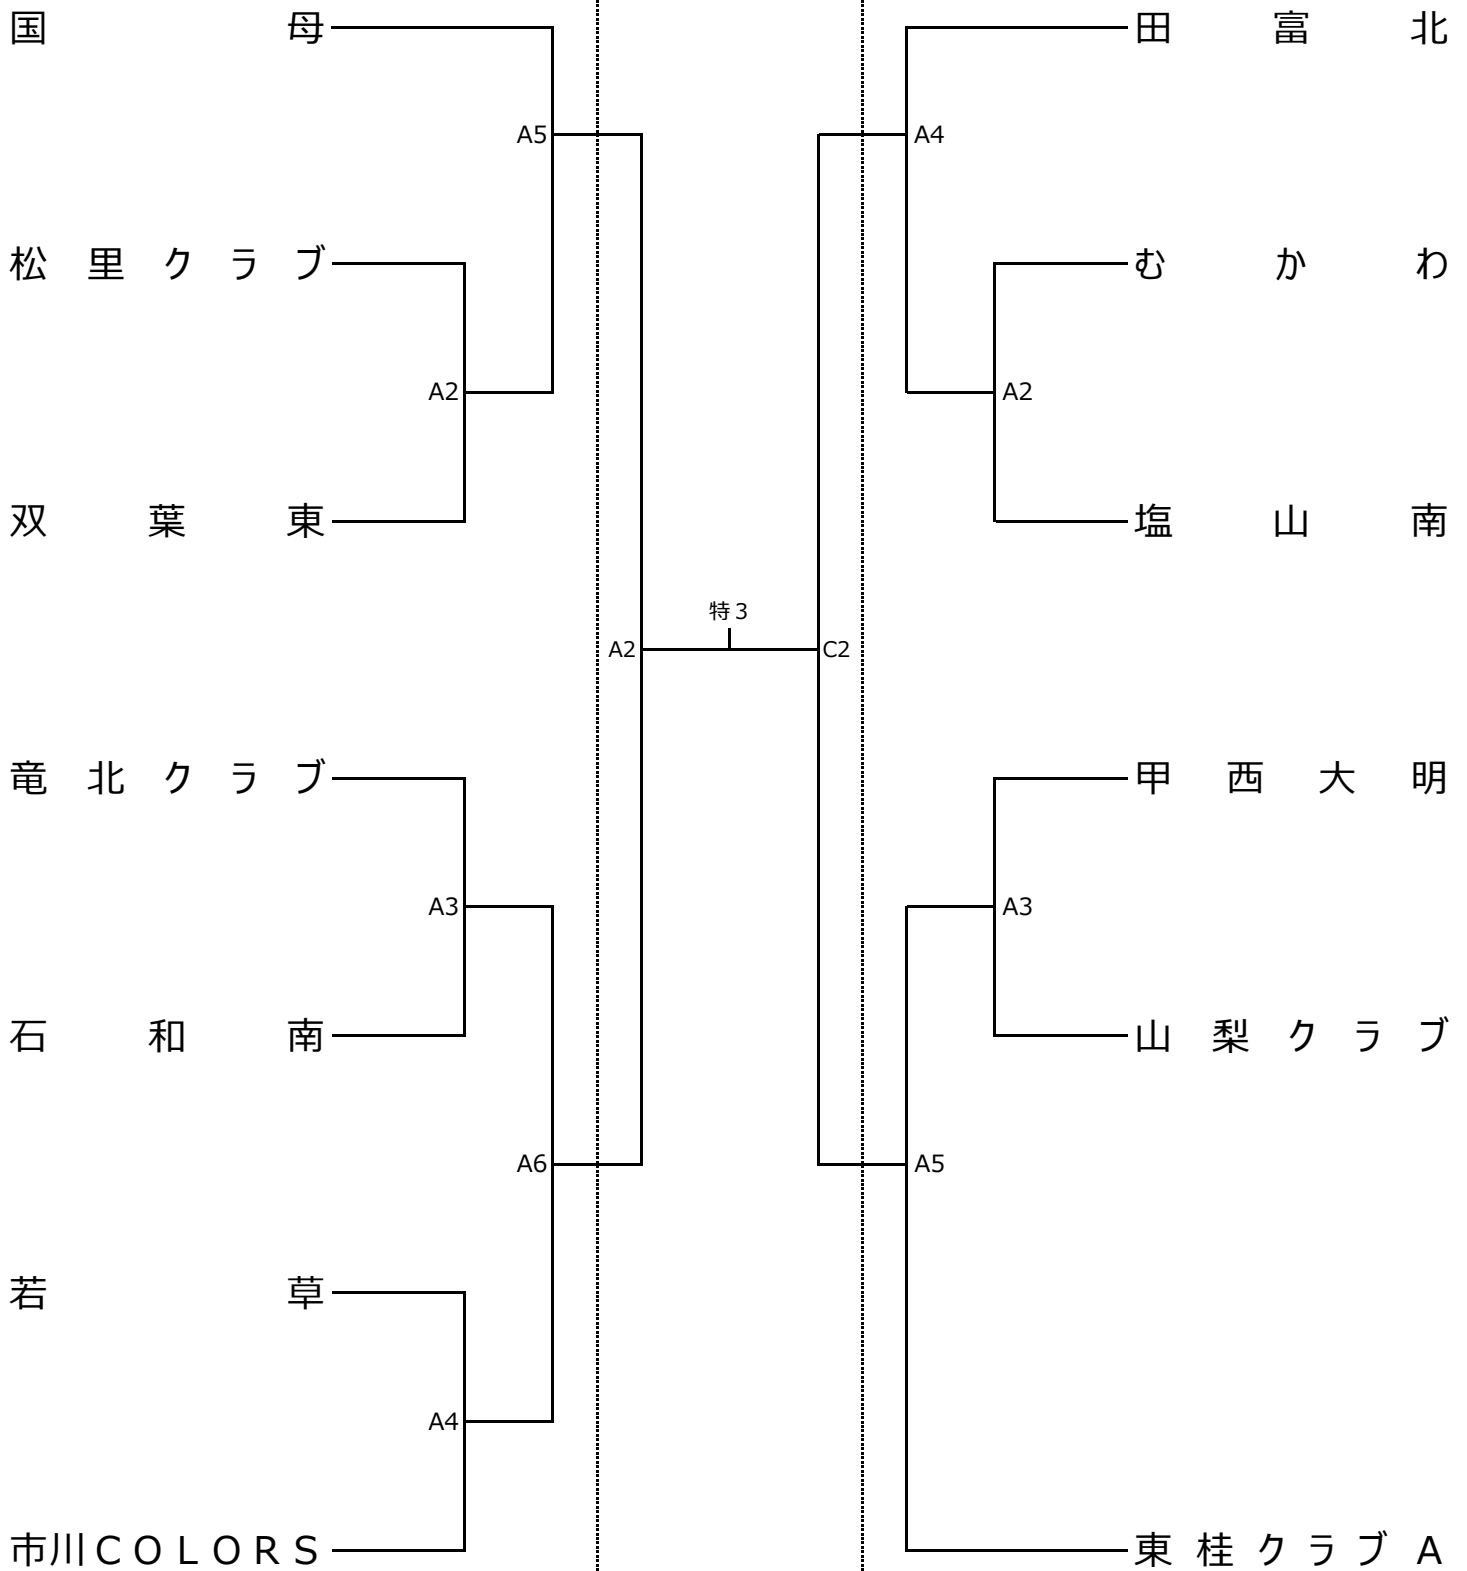 国母
田富北
A5
A4
松里クラブ
むかわ
A2
A2
双葉東
塩山南
特3
A2
C2
竜北クラブ
甲西大明
A3
A3
石和南
山梨クラブ
A6
A5
若草
A4
市川COLORS
東桂クラブA